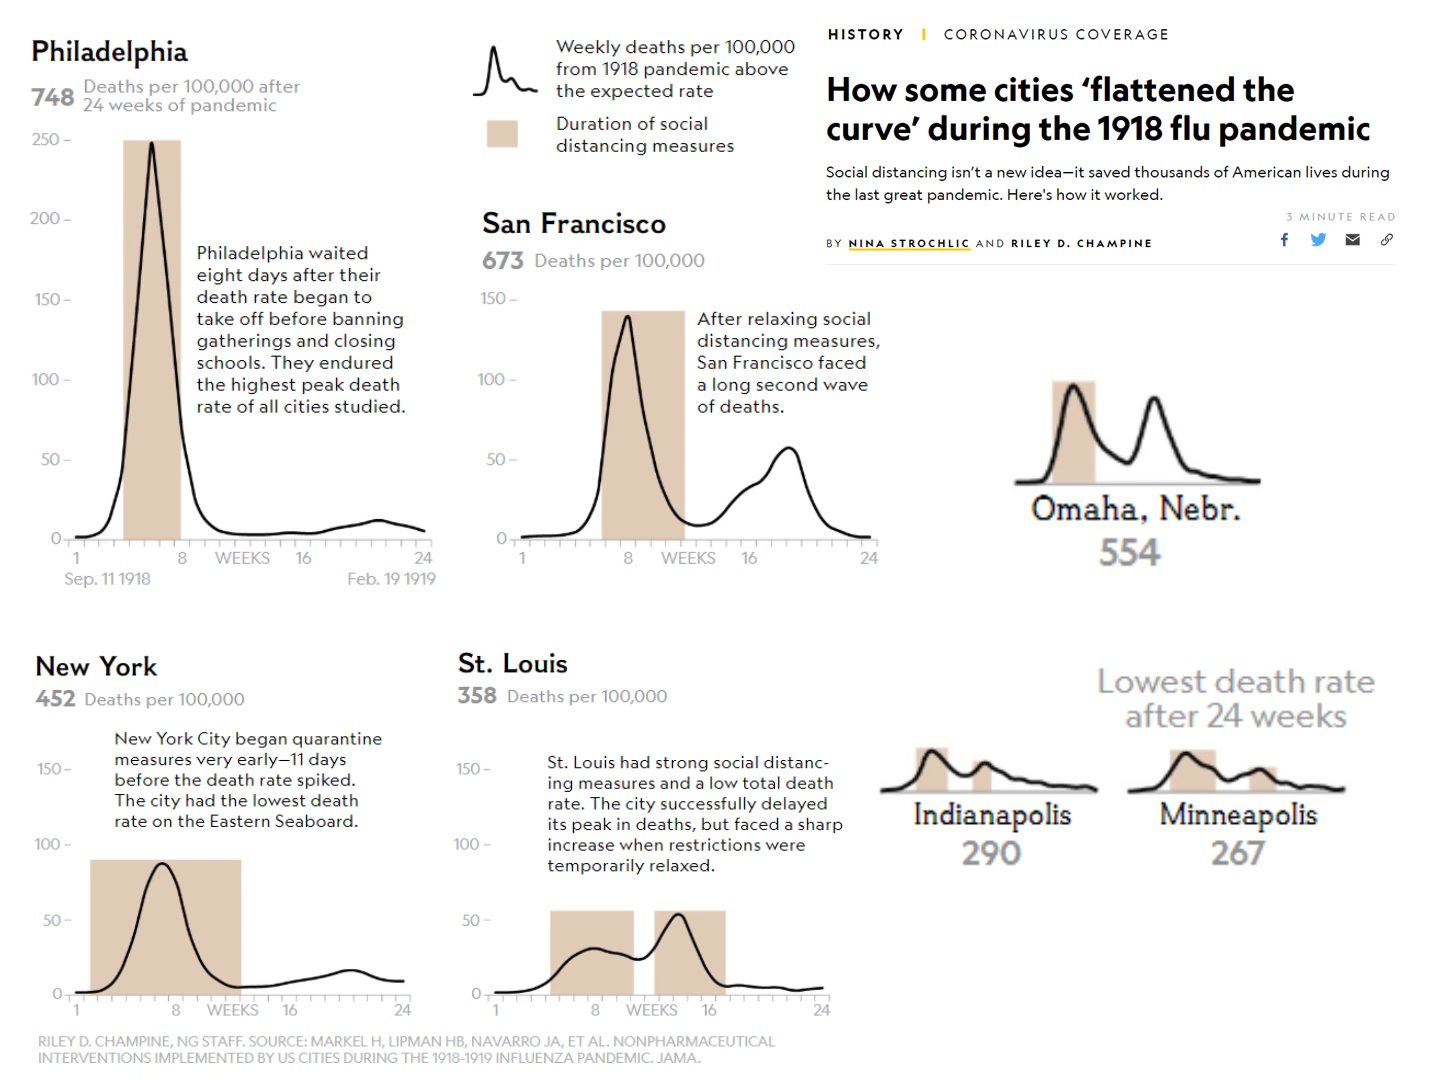 Philadelphia
748 Deaths per 100,000 after
24 weeks of pandemic
250
200
150
100
50
0
1 8 WEEKS 16 24
Sep. 11 1918 Feb. 19 1919
Philadelphia waited
eight days after their
death rate began to
take off before banning
gatherings and closing
schools. They endured
the highest peak death
rate of all cities studied.
Weekly deaths per 100,000
from 1918 pandemic above
the expected rate
Duration of social
distancing measures
San Francisco
673 Deaths per 100,000
150
100
50
0
1 8 WEEKS 16 24
After relaxing social
distancing measures,
San Francisco faced
a long second wave
of deaths.
HISTORY | CORONAVIRUS COVERAGE
How some cities ‘flattened the
curve’ during the 1918 flu pandemic
Social distancing isn’t a new idea—it saved thousands of American lives during
the last great pandemic. Here's how it worked.
3 MINUTE READ
BY NINA STROCHLIC AND RILEY D. CHAMPINE
Omaha, Nebr.
554
New York
452 Deaths per 100,000
New York City began quarantine
measures very early—11 days
before the death rate spiked.
The city had the lowest death
rate on the Eastern Seaboard.
150
100
50
0
1 8 WEEKS 16 24
St. Louis
358 Deaths per 100,000
St. Louis had strong social distanc-
ing measures and a low total death
rate. The city successfully delayed
its peak in deaths, but faced a sharp
increase when restrictions were
temporarily relaxed.
150
100
50
0
1 8 WEEKS 16 24
Lowest death rate
after 24 weeks
Indianapolis
290
Minneapolis
267
RILEY D. CHAMPINE, NG STAFF. SOURCE: MARKEL H, LIPMAN HB, NAVARRO JA, ET AL. NONPHARMACEUTICAL
INTERVENTIONS IMPLEMENTED BY US CITIES DURING THE 1918-1919 INFLUENZA PANDEMIC. JAMA.